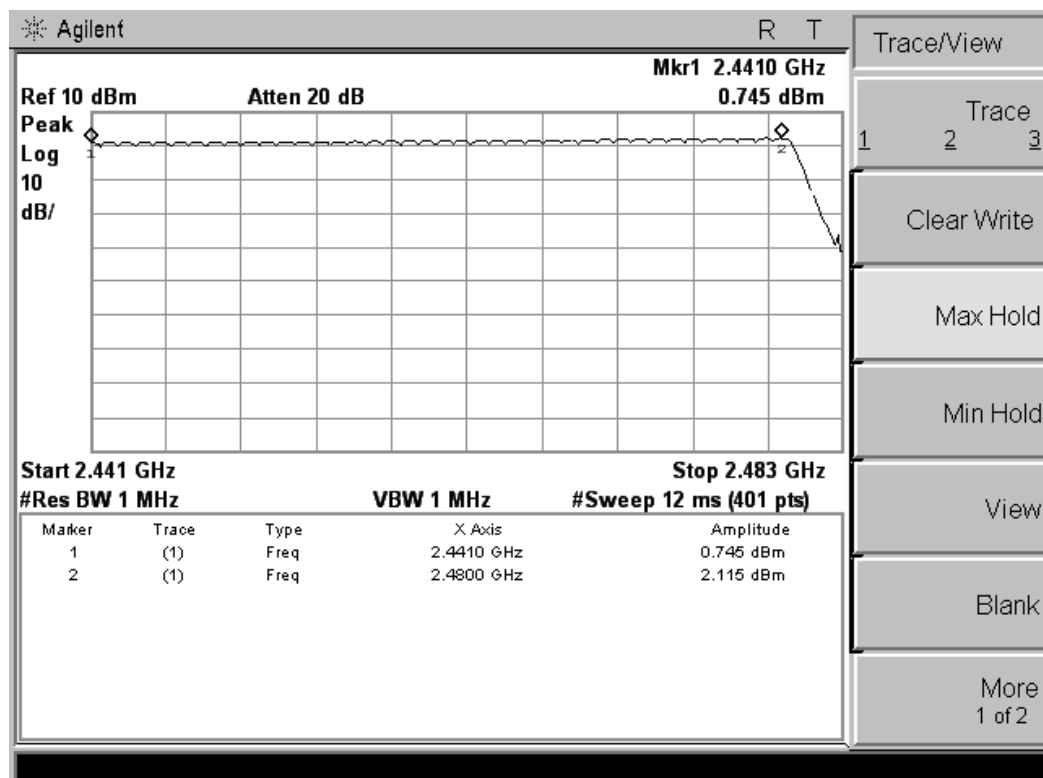 Agilent R T
Mkr1 2.4410 GHz
Ref 10 dBm Atten 20 dB 0.745 dBm
Peak
Log
10
dB/
1
2
Start 2.441 GHz Stop 2.483 GHz
#Res BW 1 MHz VBW 1 MHz #Sweep 12 ms (401 pts)
Marker Trace Type X Axis Amplitude
1 (1) Freq 2.4410 GHz 0.745 dBm
2 (1) Freq 2.4800 GHz 2.115 dBm
Trace/View
Trace
1 2 3
Clear Write
Max Hold
Min Hold
View
Blank
More
1 of 2